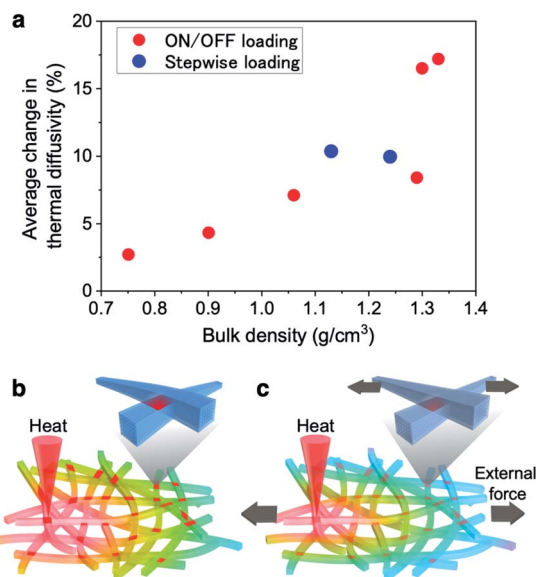 a
20
15
10
5
0
ON/OFF loading
Stepwise loading
Average change in
thermal diffusivity (%)
0.7 0.8 0.9 1.0 1.1 1.2 1.3 1.4
Bulk density (g/cm³)
b
Heat
c
Heat
External
force